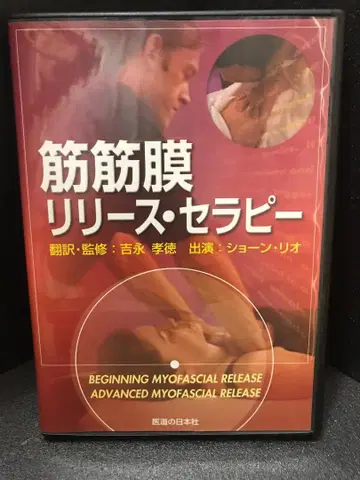 筋筋膜
リリース・セラピー
翻訳・監修：吉永 孝徳　出演：ショーン・リオ
BEGINNING MYOFASCIAL RELEASE
ADVANCED MYOFASCIAL RELEASE
医道の日本社